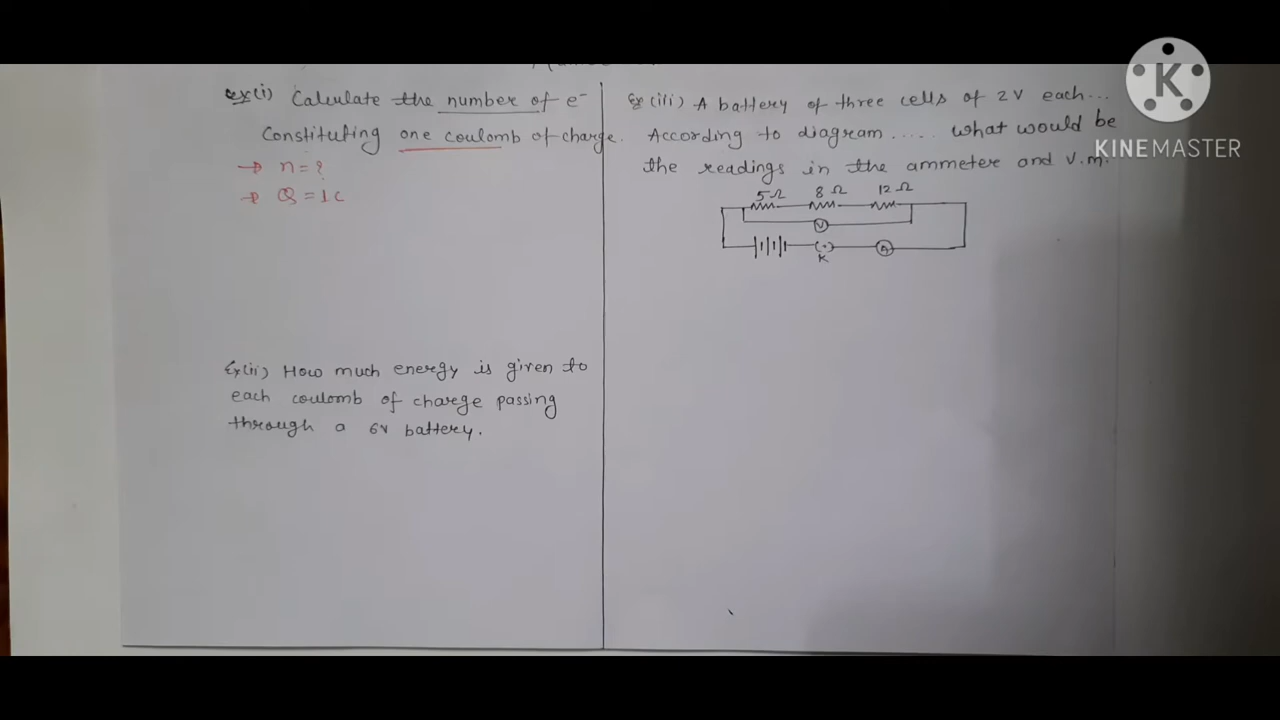 Ex(i) Calculate the number of e-
Constituting one coulomb of charge.
→ n = ?
→ Q = 1C
Ex(ii) How much energy is given to
each coulomb of charge passing
through a 6v battery.
Ex(iii) A battery of three cells of 2V each...
According to diagram ..... what would be
the readings in the ammeter and V.m.
5Ω 8Ω 12Ω
V
K A
K
KINEMASTER